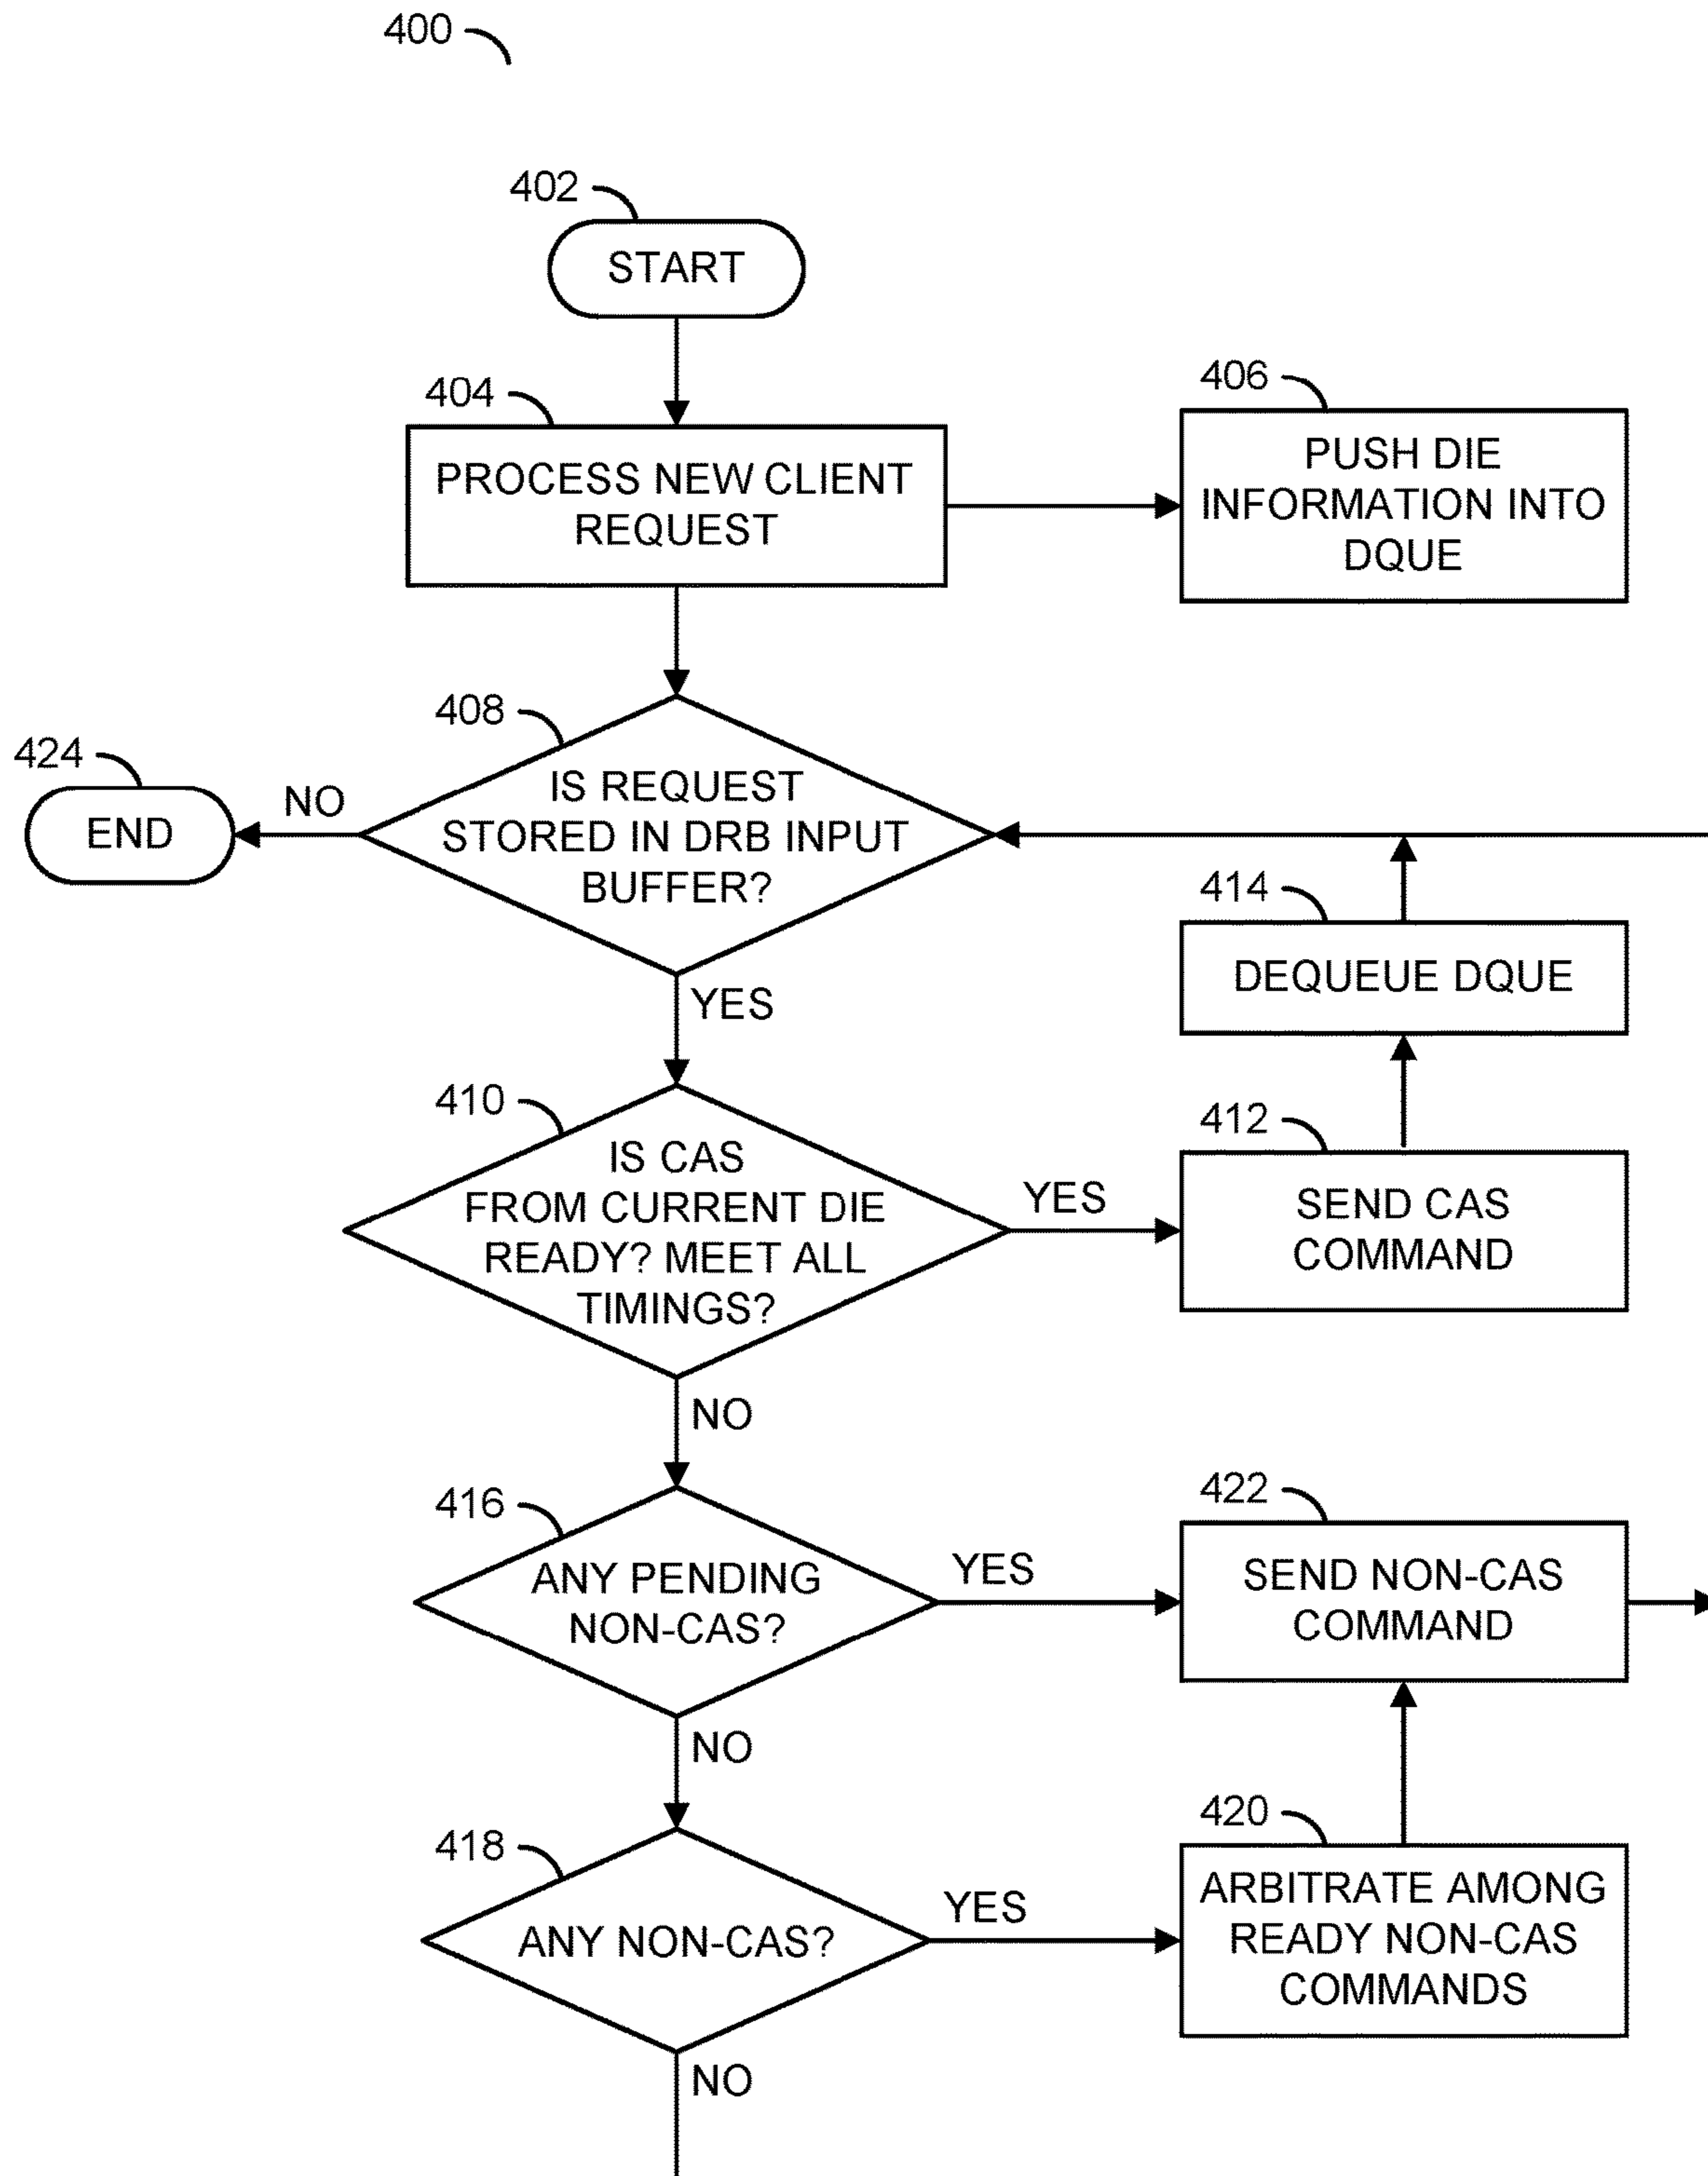 400
402
START
404
PROCESS NEW CLIENT
REQUEST
406
PUSH DIE
INFORMATION INTO
DQUE
408
IS REQUEST
STORED IN DRB INPUT
BUFFER?
424
END
NO
YES
414
DEQUEUE DQUE
410
IS CAS
FROM CURRENT DIE
READY? MEET ALL
TIMINGS?
YES
412
SEND CAS
COMMAND
NO
416
ANY PENDING
NON-CAS?
YES
422
SEND NON-CAS
COMMAND
NO
418
ANY NON-CAS?
YES
420
ARBITRATE AMONG
READY NON-CAS
COMMANDS
NO